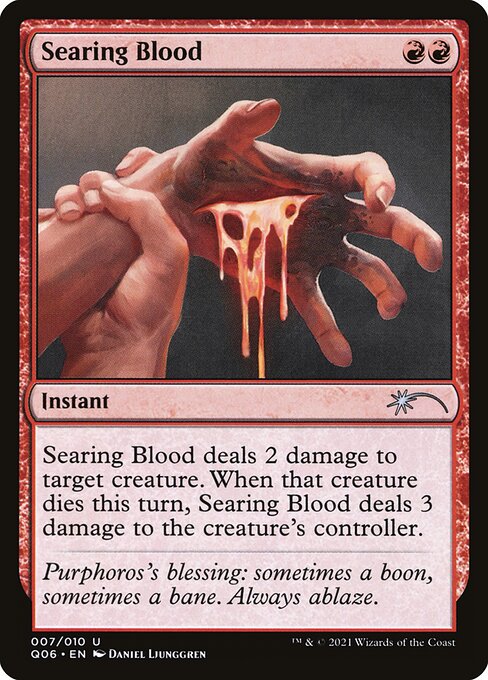 Searing Blood
Instant
Searing Blood deals 2 damage to
target creature. When that creature
dies this turn, Searing Blood deals 3
damage to the creature's controller.
Purphoros's blessing: sometimes a boon,
sometimes a bane. Always ablaze.
007/010 U
™ & © 2021 Wizards of the Coast
Q06 • EN Daniel Ljunggren